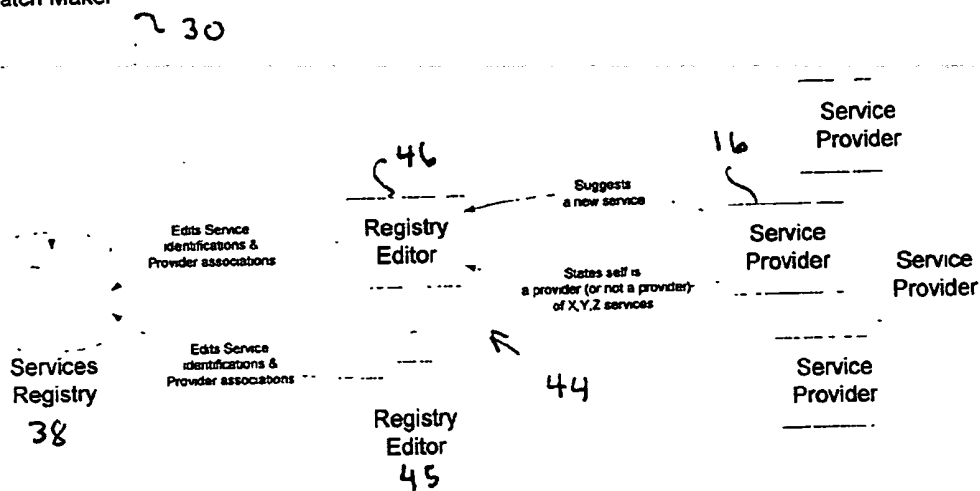 Maker
30
Service
Provider
46
16
Suggests
a new service
Edits Service
identifications &
Provider associations
Registry
Editor
Service
Provider
Service
Provider
States self is
a provider (or not a provider)
of X,Y,Z services
Edits Service
identifications &
Provider associations
Services
Registry
38
44
Service
Provider
Registry
Editor
45